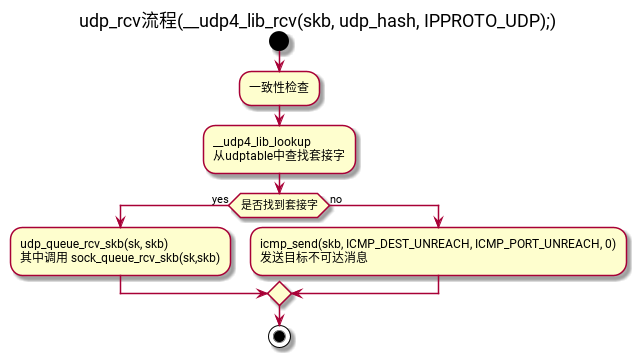 udp_rcv流程(__udp4_lib_rcv(skb, udp_hash, IPPROTO_UDP);)
一致性检查
__udp4_lib_lookup
从udptable中查找套接字
是否找到套接字
yes
no
udp_queue_rcv_skb(sk, skb)
其中调用 sock_queue_rcv_skb(sk,skb)
icmp_send(skb, ICMP_DEST_UNREACH, ICMP_PORT_UNREACH, 0)
发送目标不可达消息